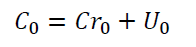 C₀ = Cr₀ + U₀